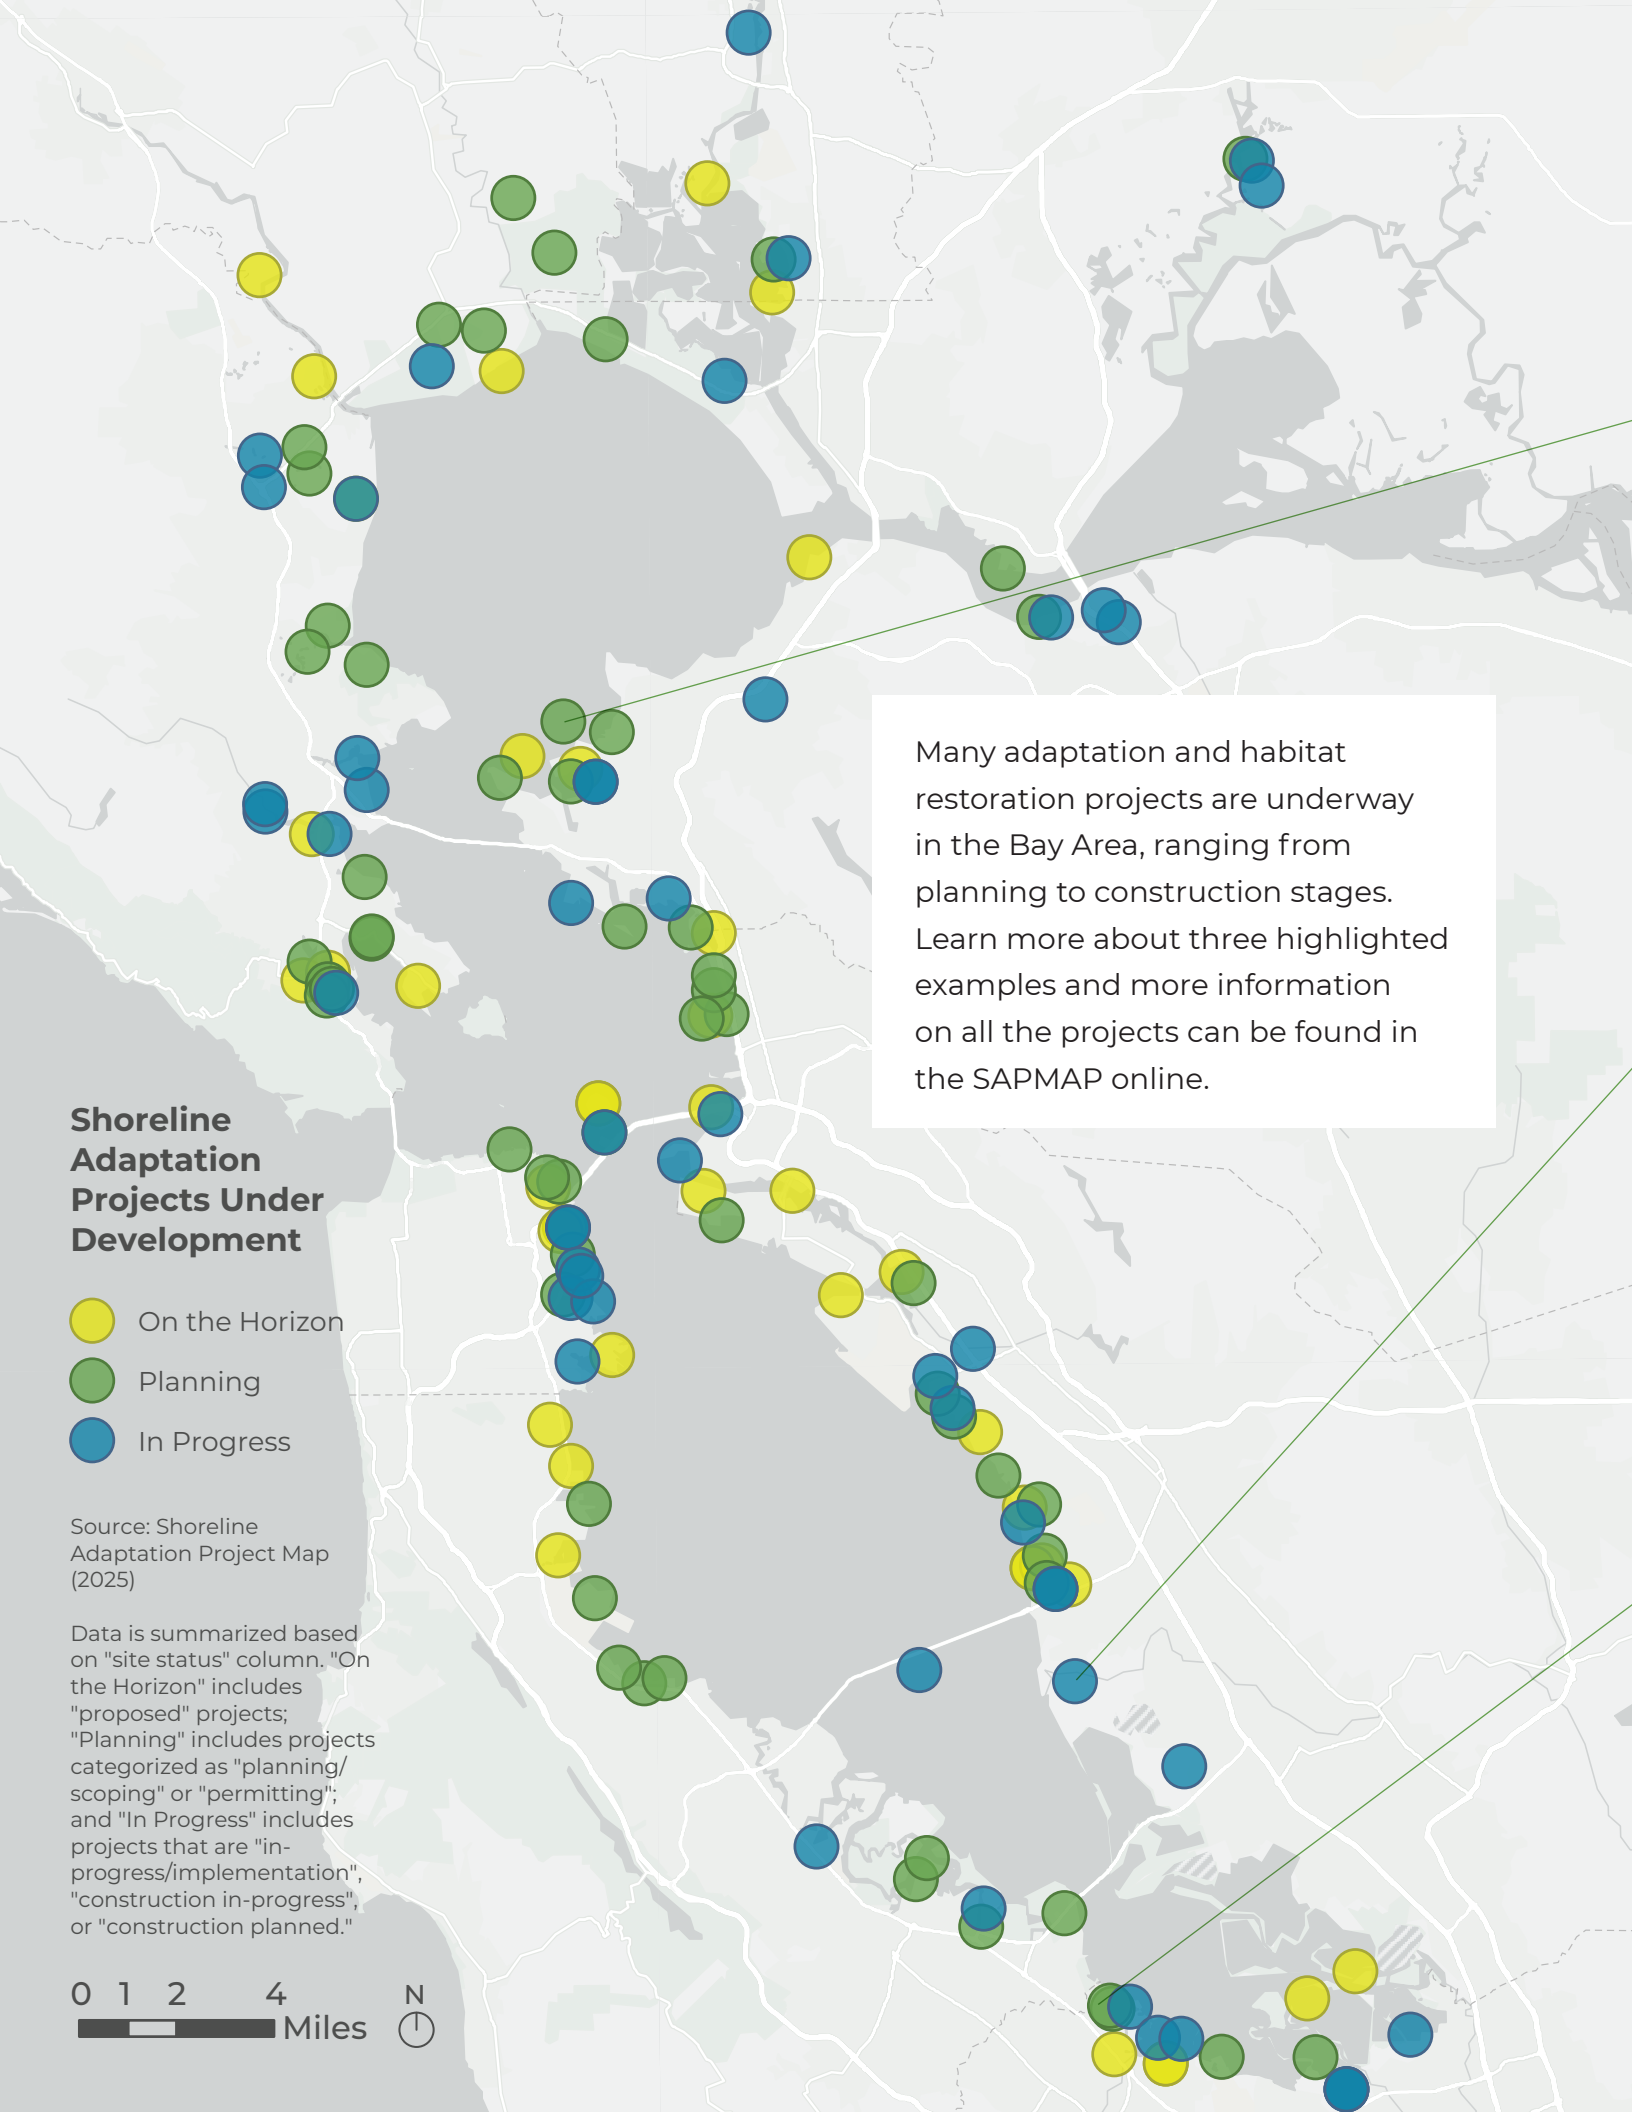 Many adaptation and habitat
restoration projects are underway
in the Bay Area, ranging from
planning to construction stages.
Learn more about three highlighted
examples and more information
on all the projects can be found in
the SAPMAP online.
Shoreline
Adaptation
Projects Under
Development
On the Horizon
Planning
In Progress
Source: Shoreline
Adaptation Project Map
(2025)
Data is summarized based
on "site status" column. "On
the Horizon" includes
"proposed" projects;
"Planning" includes projects
categorized as "planning/
scoping" or "permitting";
and "In Progress" includes
projects that are "in-
progress/implementation",
"construction in-progress",
or "construction planned."
0 1 2 4
Miles
N